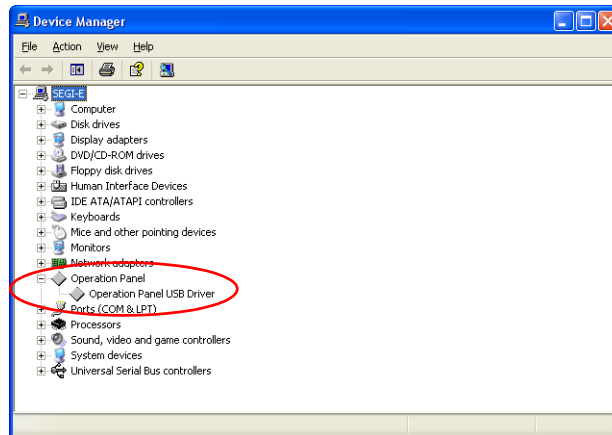 Device Manager
File Action View Help
SEGI-E
Computer
Disk drives
Display adapters
DVD/CD-ROM drives
Floppy disk drives
Human Interface Devices
IDE ATA/ATAPI controllers
Keyboards
Mice and other pointing devices
Monitors
Network adapters
Operation Panel
Operation Panel USB Driver
Ports (COM & LPT)
Processors
Sound, video and game controllers
System devices
Universal Serial Bus controllers